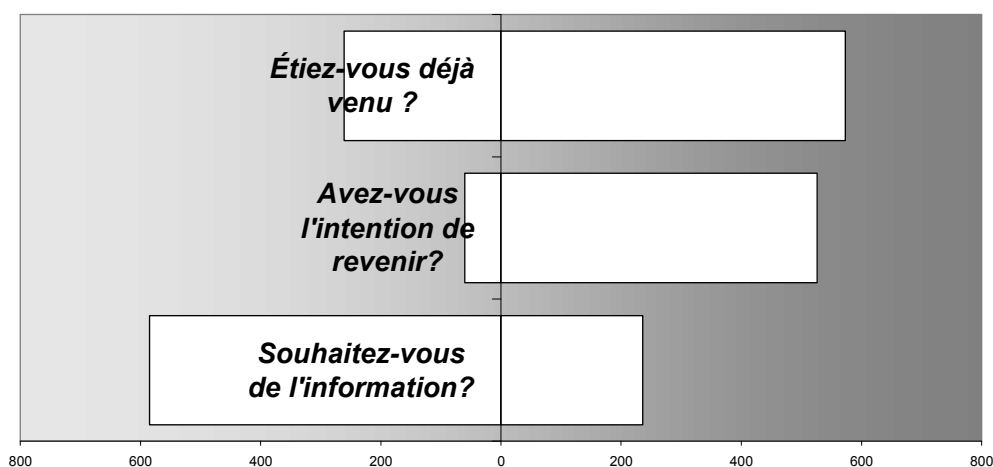 Étiez-vous déjà
venu ?
Avez-vous
l'intention de
revenir?
Souhaitez-vous
de l'information?
800 600 400 200 0 200 400 600 800